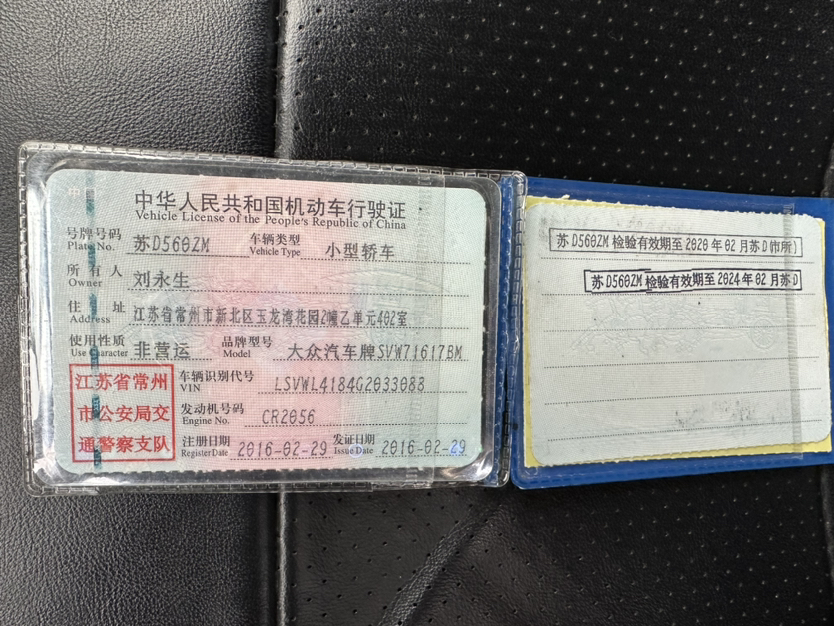 中华人民共和国机动车行驶证
Vehicle License of the People's Republic of China
号牌号码 Plate No. 苏D560ZM 车辆类型 Vehicle Type 小型轿车
所有人 Owner 刘永生
住址 Address 江苏省常州市新北区玉龙湾花园2幢乙单元402室
使用性质 Use Character 非营运 品牌型号 Model 大众汽车牌SVW71617BM
江苏省常州 车辆识别代号 VIN LSVWL4184G2033088
市公安局交 发动机号码 Engine No. CR2056
通警察支队 注册日期 Register Date 2016-02-29 发证日期 Issue Date 2016-02-29
苏D560ZM检验有效期至2020年02月苏D(市所)
苏D560ZM检验有效期至2024年02月苏D